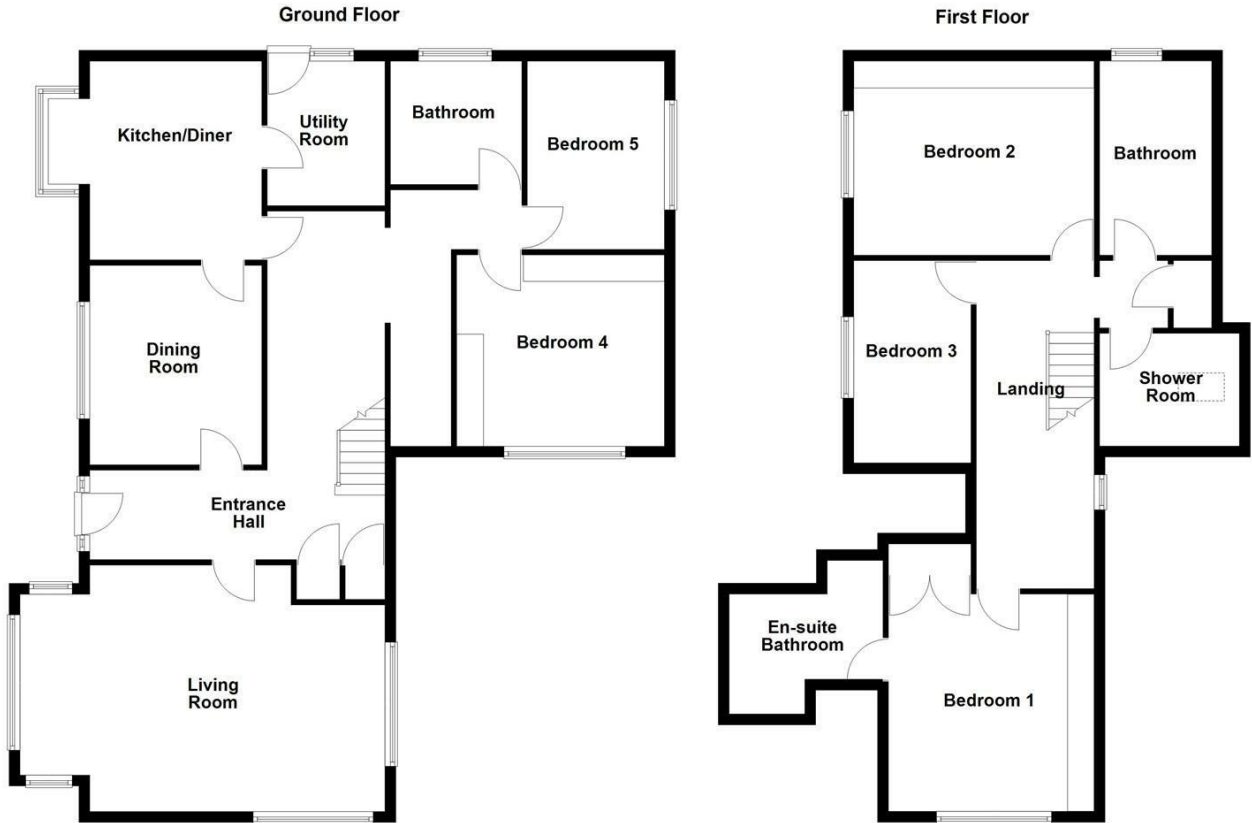 Ground Floor
Kitchen/Diner
Utility
Room
Bathroom
Bedroom 5
Dining
Room
Bedroom 4
Entrance
Hall
Living
Room
First Floor
Bedroom 2
Bathroom
Bedroom 3
Landing
Shower
Room
En-suite
Bathroom
Bedroom 1